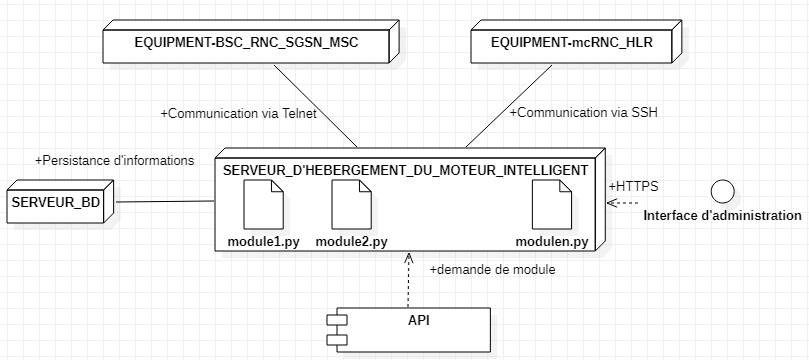 EQUIPMENT-BSC_RNC_SGSN_MSC
EQUIPMENT-mcRNC_HLR
+Communication via Telnet
+Communication via SSH
+Persistance d'informations
SERVEUR_D'HEBERGEMENT_DU_MOTEUR_INTELLIGENT
SERVEUR_BD
+HTTPS
Interface d'administration
module1.py
module2.py
modulen.py
+demande de module
API